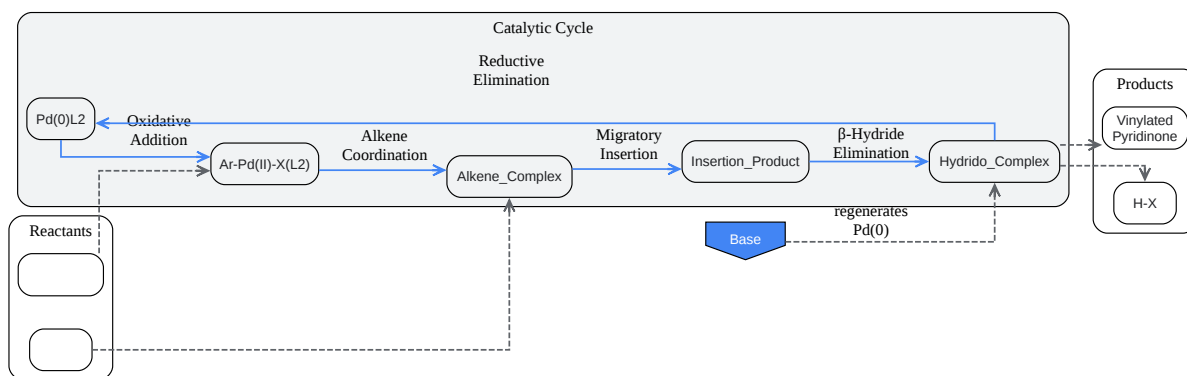 Catalytic Cycle
Reductive
Elimination
Products
Pd(0)L2
Oxidative
Addition
Alkene
Coordination
Migratory
Insertion
β-Hydride
Elimination
Vinylated
Pyridinone
Ar-Pd(II)-X(L2)
Alkene_Complex
Insertion_Product
Hydrido_Complex
H-X
Reactants
Base
regenerates
Pd(0)